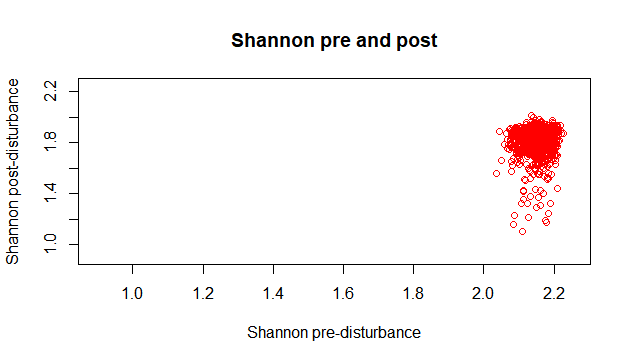 Shannon pre and post
Shannon post-disturbance
2.2
1.8
1.4
1.0
1.0 1.2 1.4 1.6 1.8 2.0 2.2
Shannon pre-disturbance